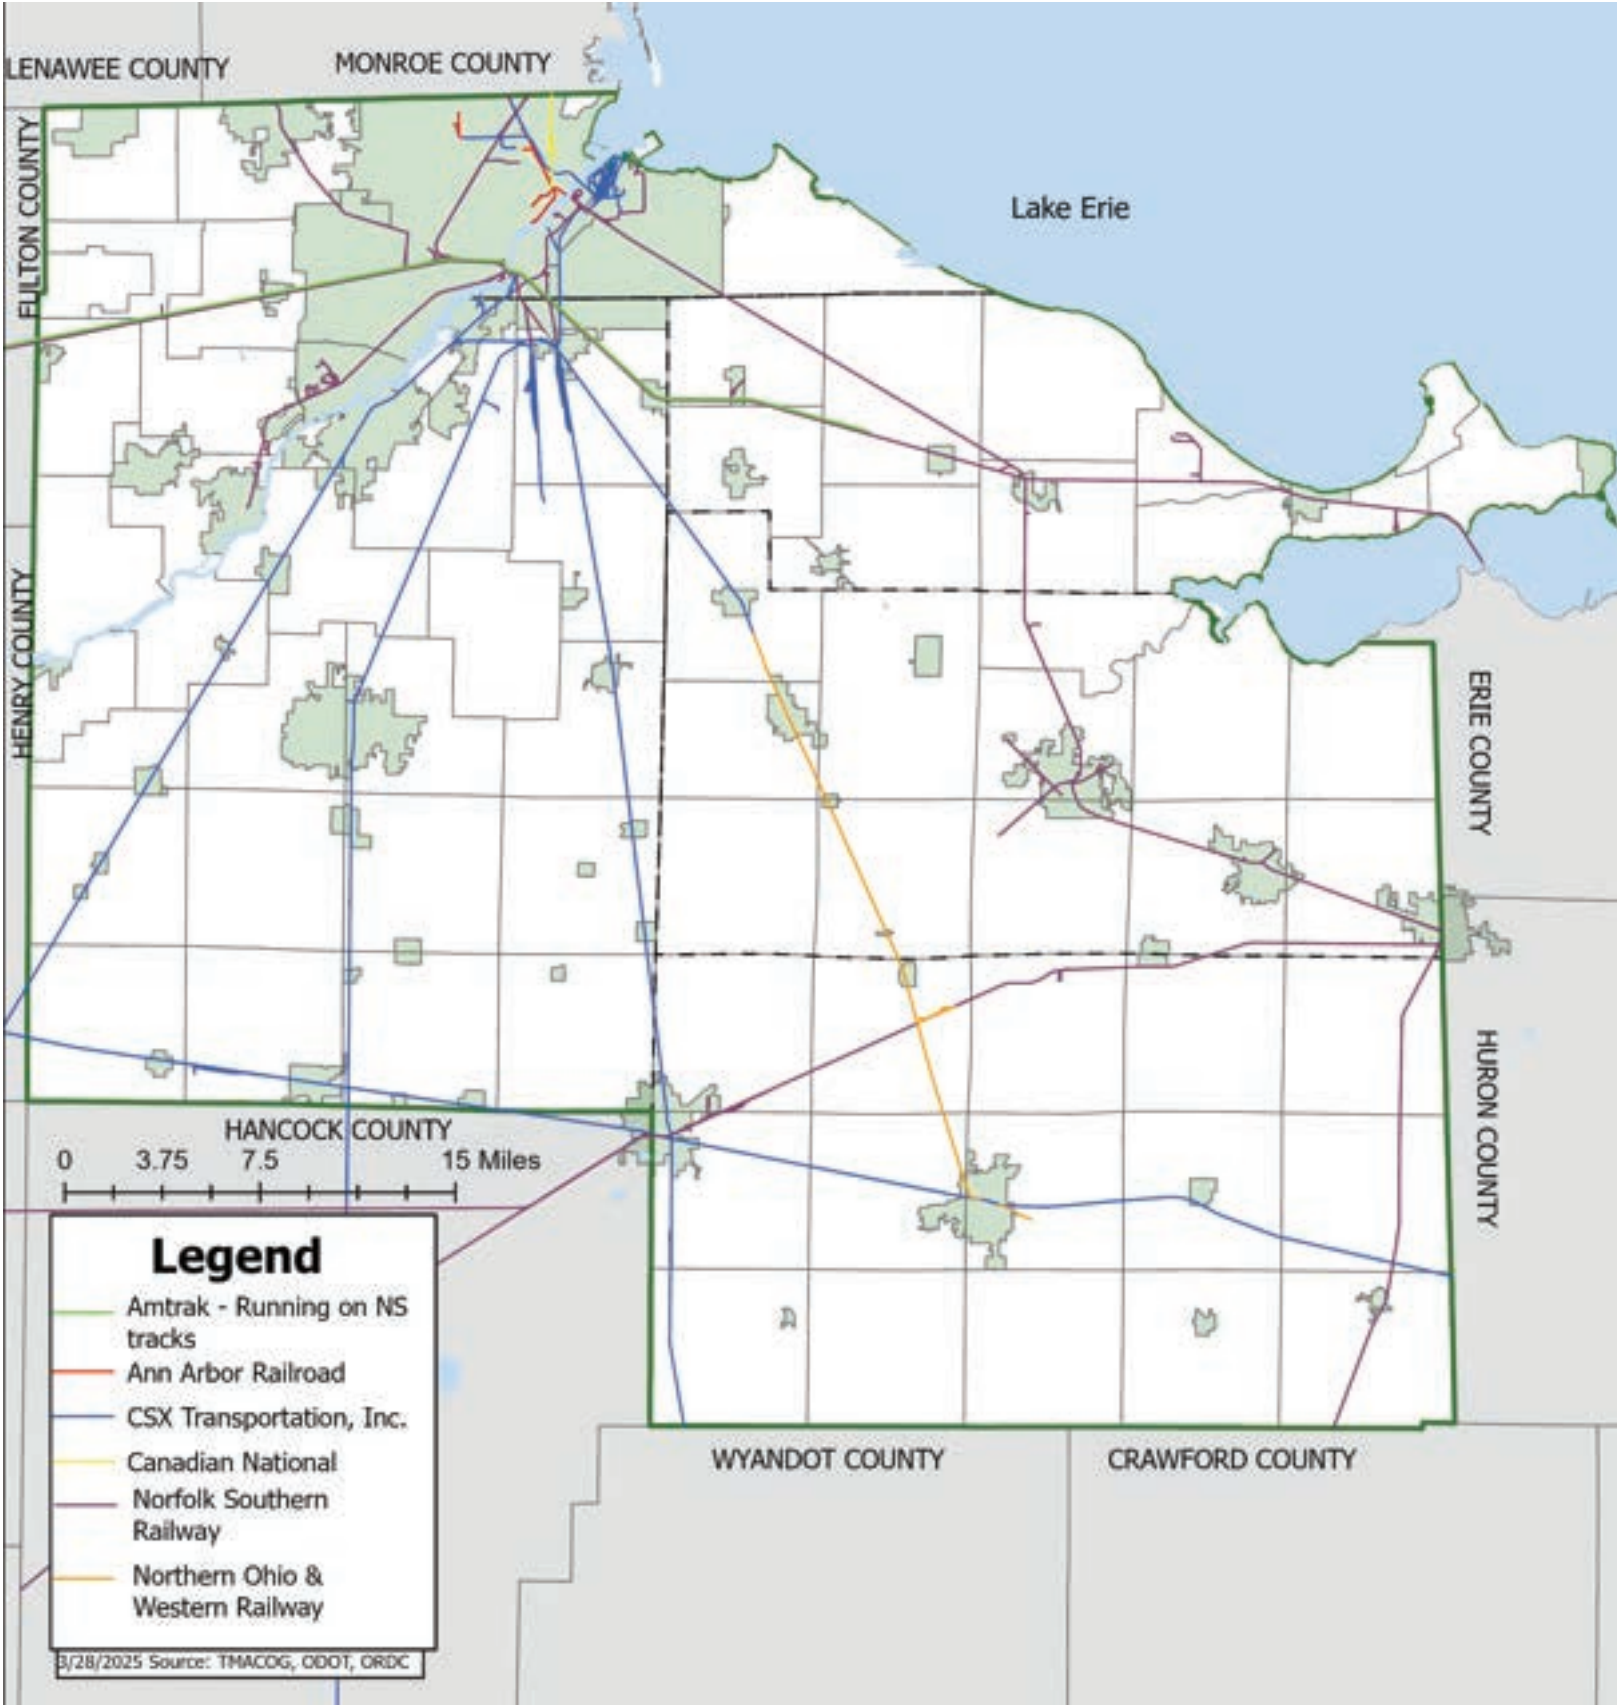 LENAWEE COUNTY
MONROE COUNTY
FULTON COUNTY
Lake Erie
HENRY COUNTY
ERIE COUNTY
HURON COUNTY
HANCOCK COUNTY
0 3.75 7.5 15 Miles
Legend
Amtrak - Running on NS
tracks
Ann Arbor Railroad
CSX Transportation, Inc.
Canadian National
Norfolk Southern
Railway
Northern Ohio &
Western Railway
3/28/2025 Source: TMACOG, ODOT, ORDC
WYANDOT COUNTY
CRAWFORD COUNTY